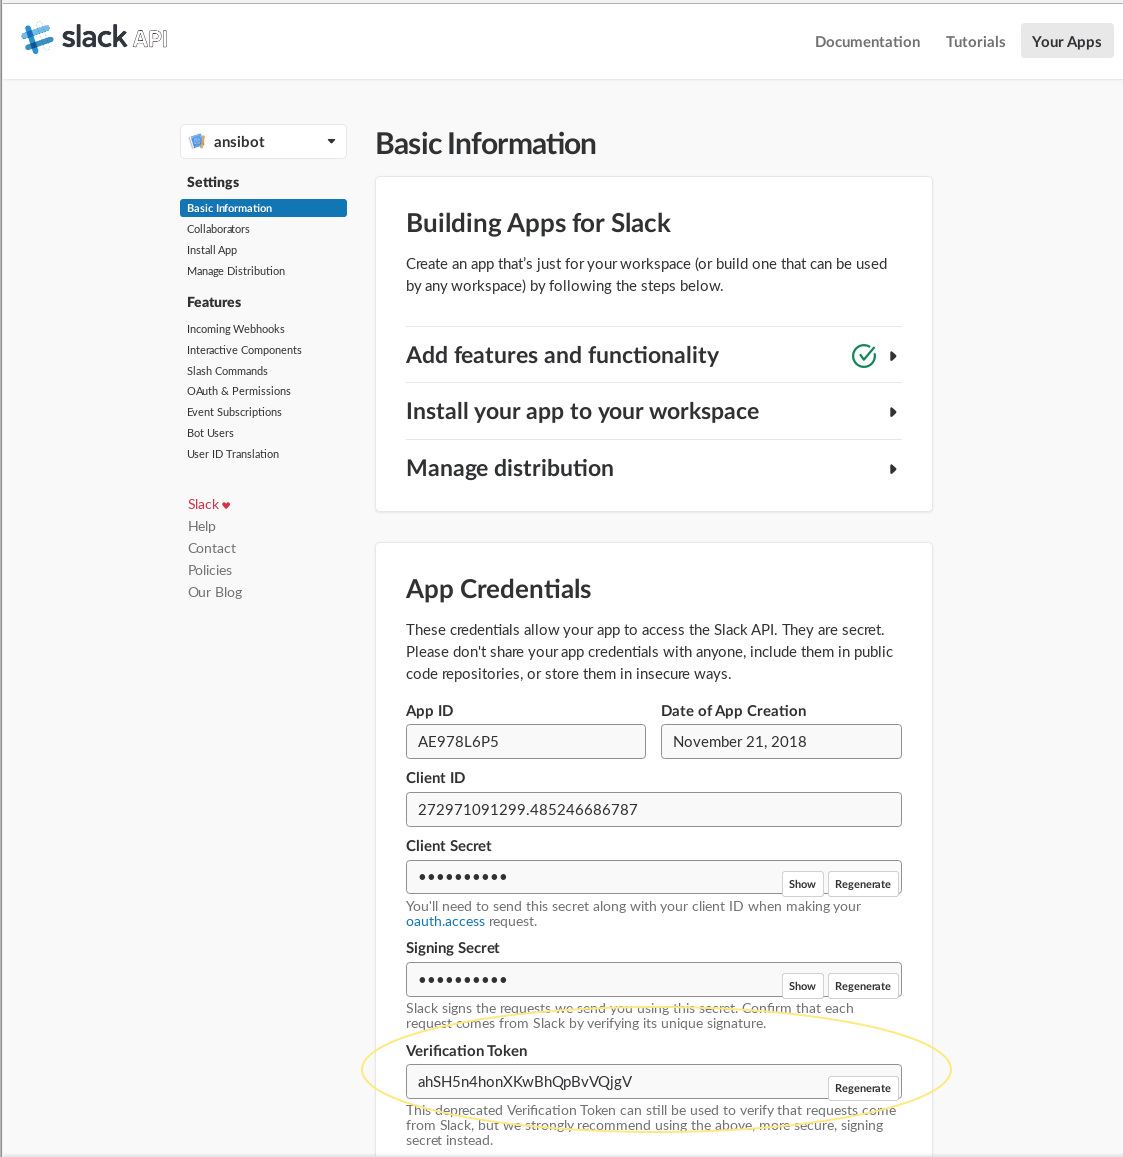 slack API
Documentation
Tutorials
Your Apps
ansibot
Settings
Basic Information
Collaborators
Install App
Manage Distribution
Features
Incoming Webhooks
Interactive Components
Slash Commands
OAuth & Permissions
Event Subscriptions
Bot Users
User ID Translation
Slack ♥
Help
Contact
Policies
Our Blog
Basic Information
Building Apps for Slack
Create an app that’s just for your workspace (or build one that can be used
by any workspace) by following the steps below.
Add features and functionality
Install your app to your workspace
Manage distribution
App Credentials
These credentials allow your app to access the Slack API. They are secret.
Please don't share your app credentials with anyone, include them in public
code repositories, or store them in insecure ways.
App ID
Date of App Creation
AE978L6P5
November 21, 2018
Client ID
272971091299.485246686787
Client Secret
••••••••••
Show
Regenerate
You'll need to send this secret along with your client ID when making your
oauth.access request.
Signing Secret
••••••••••
Show
Regenerate
Slack signs the requests we send you using this secret. Confirm that each
request comes from Slack by verifying its unique signature.
Verification Token
ahSH5n4honXKwBhQpBvVQjgV
Regenerate
This deprecated Verification Token can still be used to verify that requests come
from Slack, but we strongly recommend using the above, more secure, signing
secret instead.